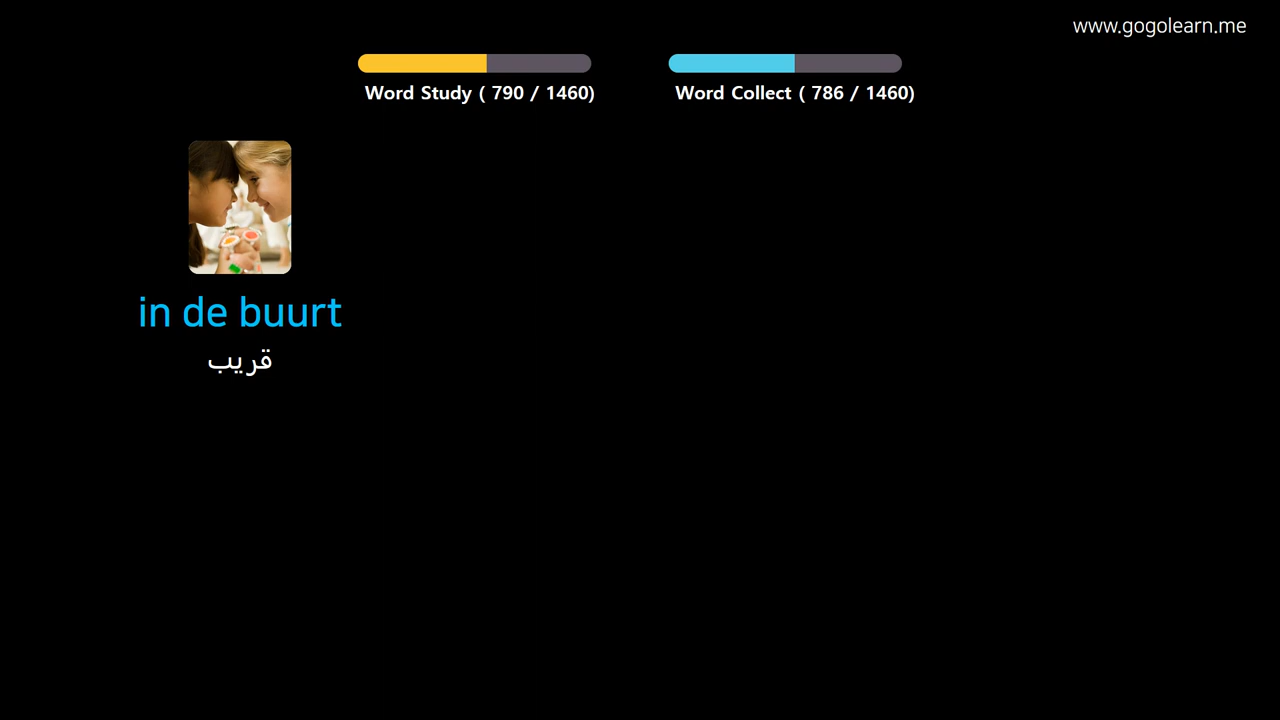 www.gogolearn.me
Word Study ( 790 / 1460)
Word Collect ( 786 / 1460)
in de buurt
قريب